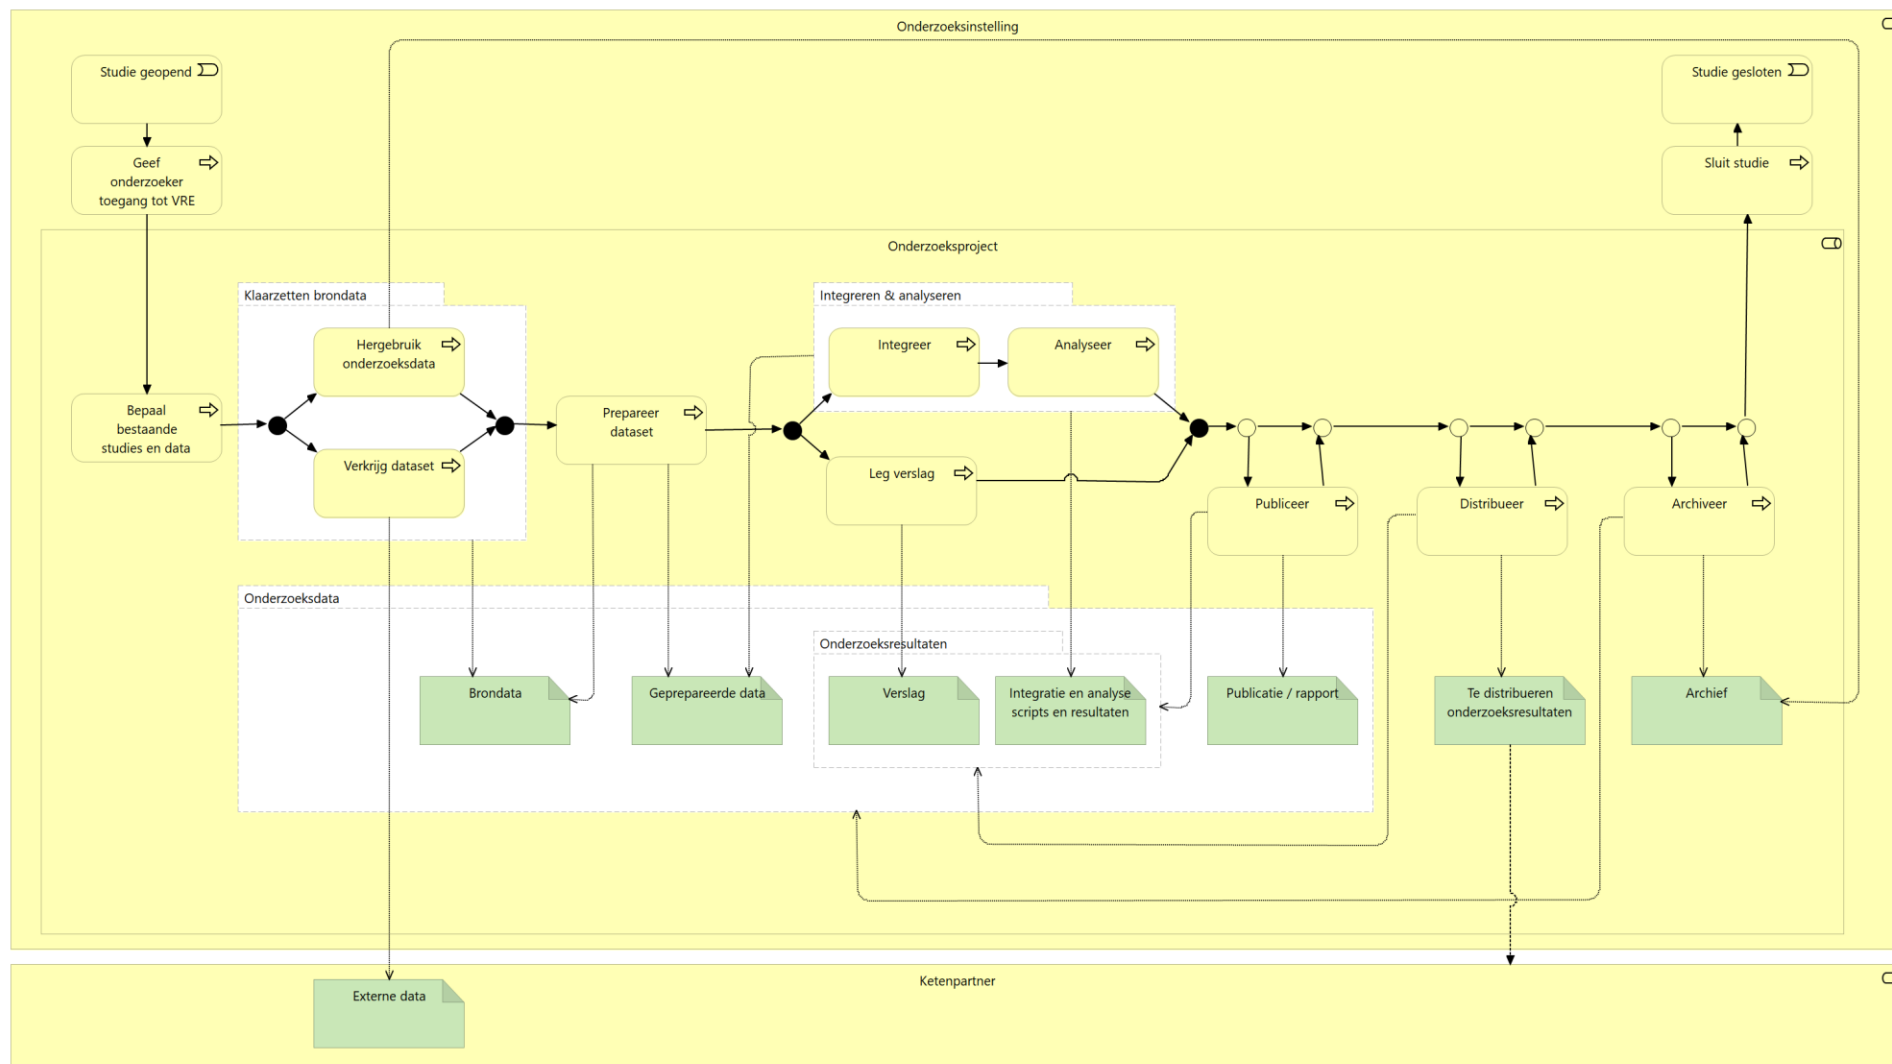 Onderzoeksinstelling
Studie geopend
Studie gesloten
Geef
onderzoeker
toegang tot VRE
Sluit studie
Onderzoeksproject
Klaarzetten brondata
Integreren & analyseren
Hergebruik
onderzoeksdata
Integreer
Analyseer
Bepaal
bestaande
studies en data
Prepareer
dataset
Verkrijg dataset
Leg verslag
Publiceer
Distribueer
Archiveer
Onderzoeksdata
Onderzoeksresultaten
Brondata
Geprepareerde data
Verslag
Integratie en analyse
scripts en resultaten
Publicatie / rapport
Te distribueren
onderzoeksresultaten
Archief
Ketenpartner
Externe data